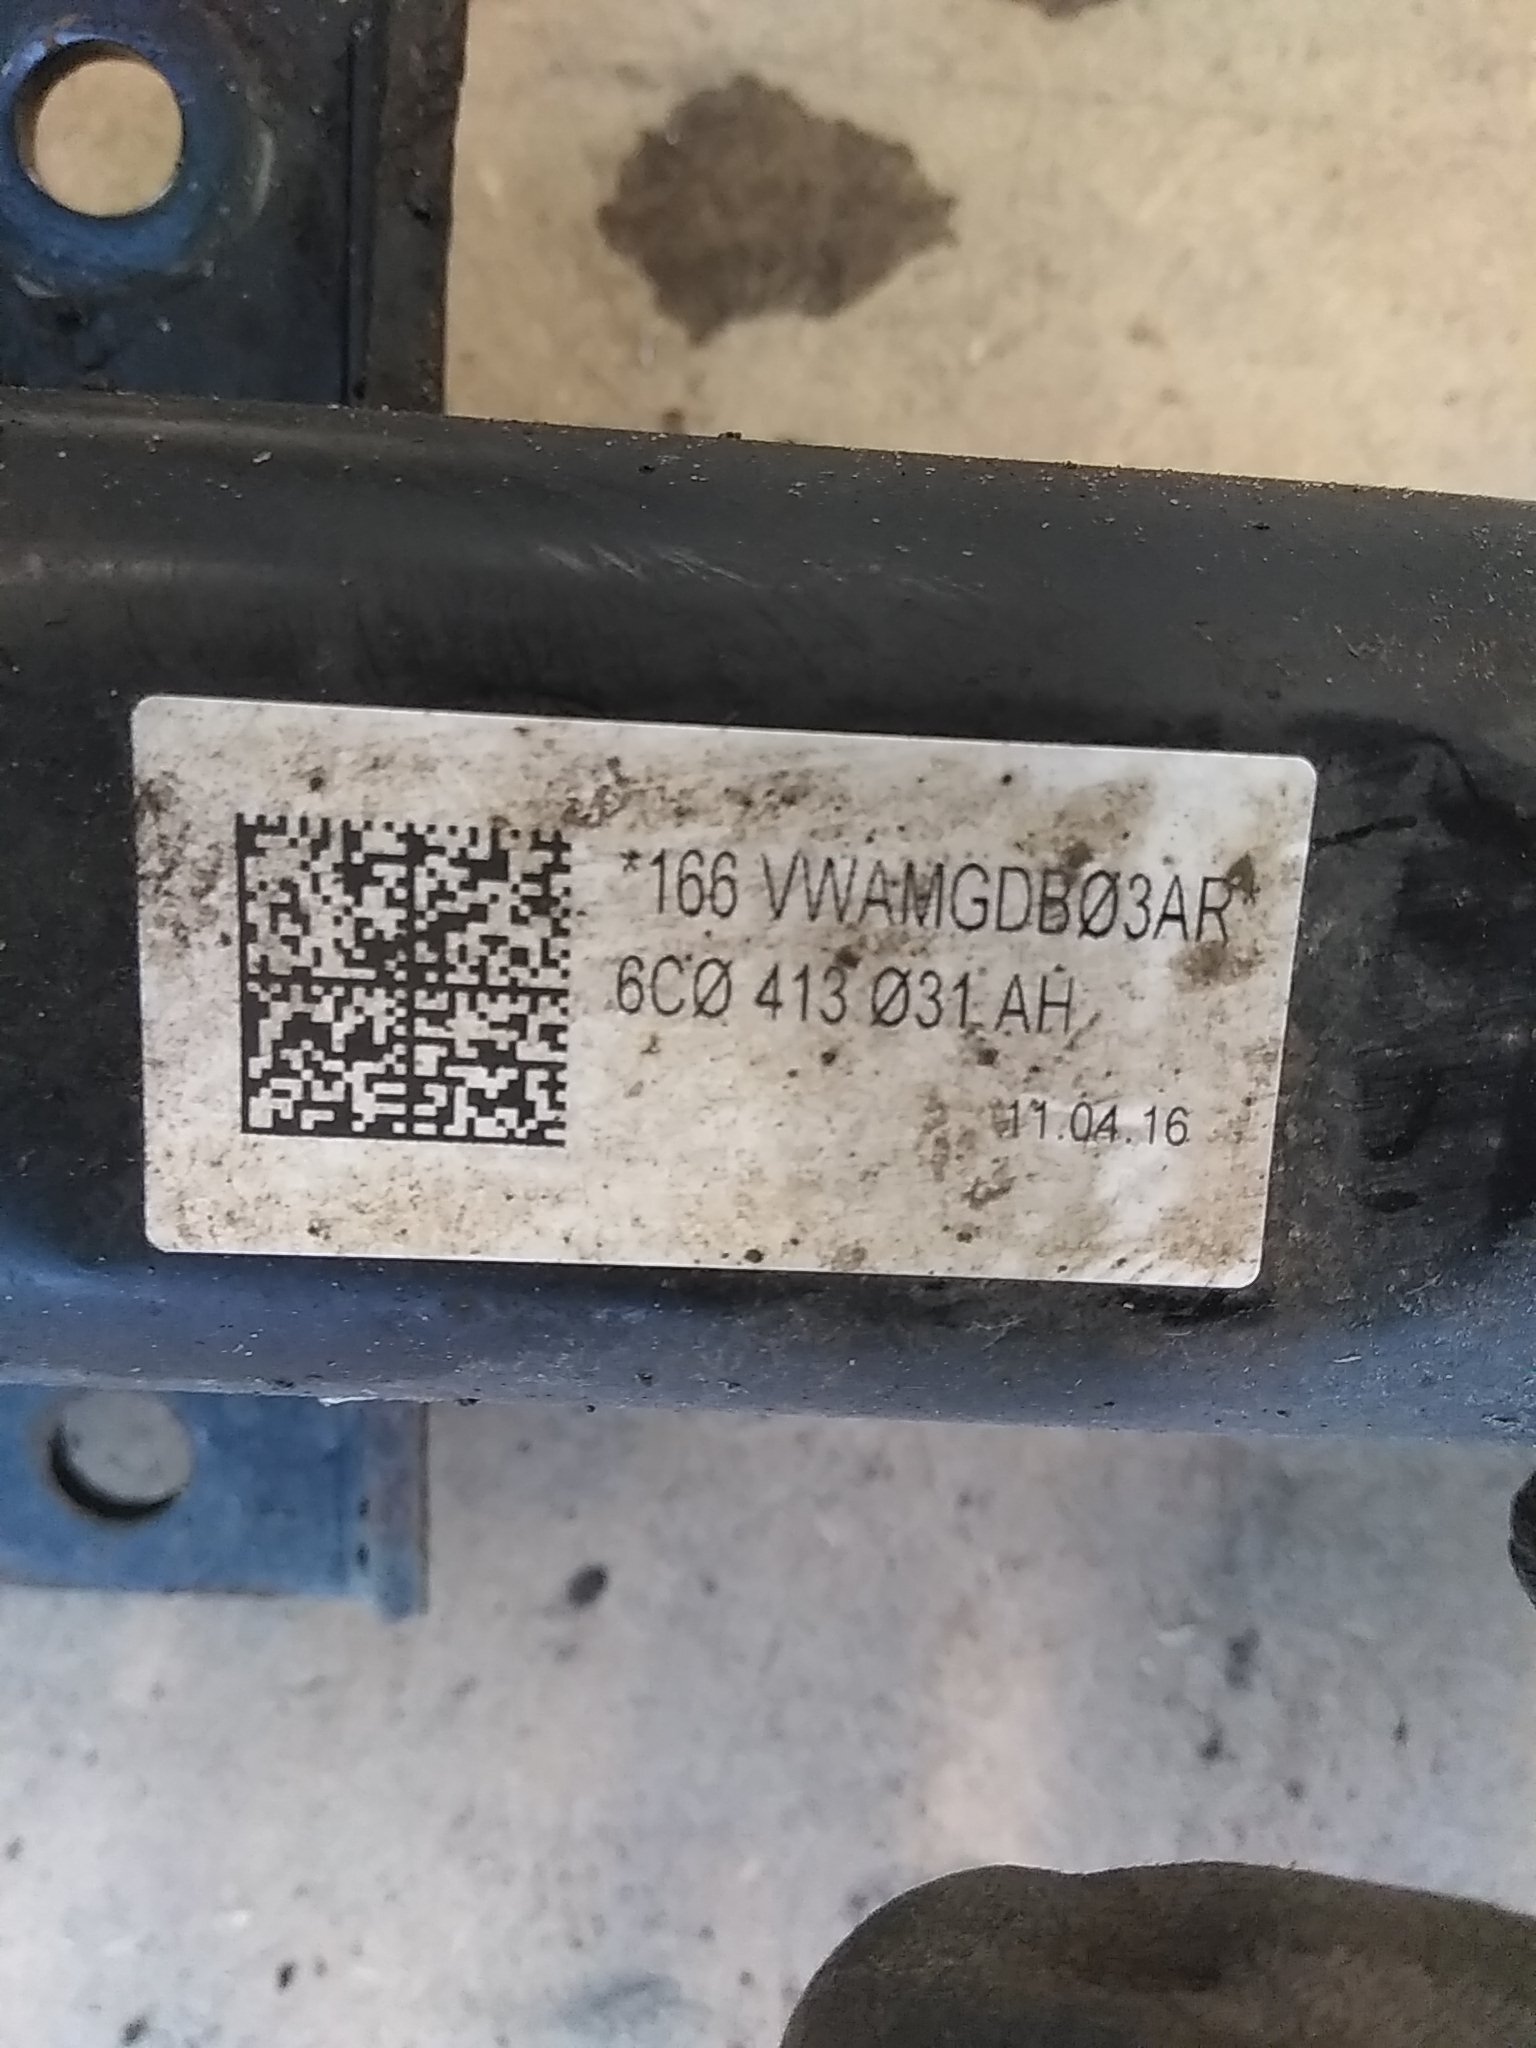 *166 VWAMGDBØ3AR*
6CØ 413 Ø31 AH
11.04.16